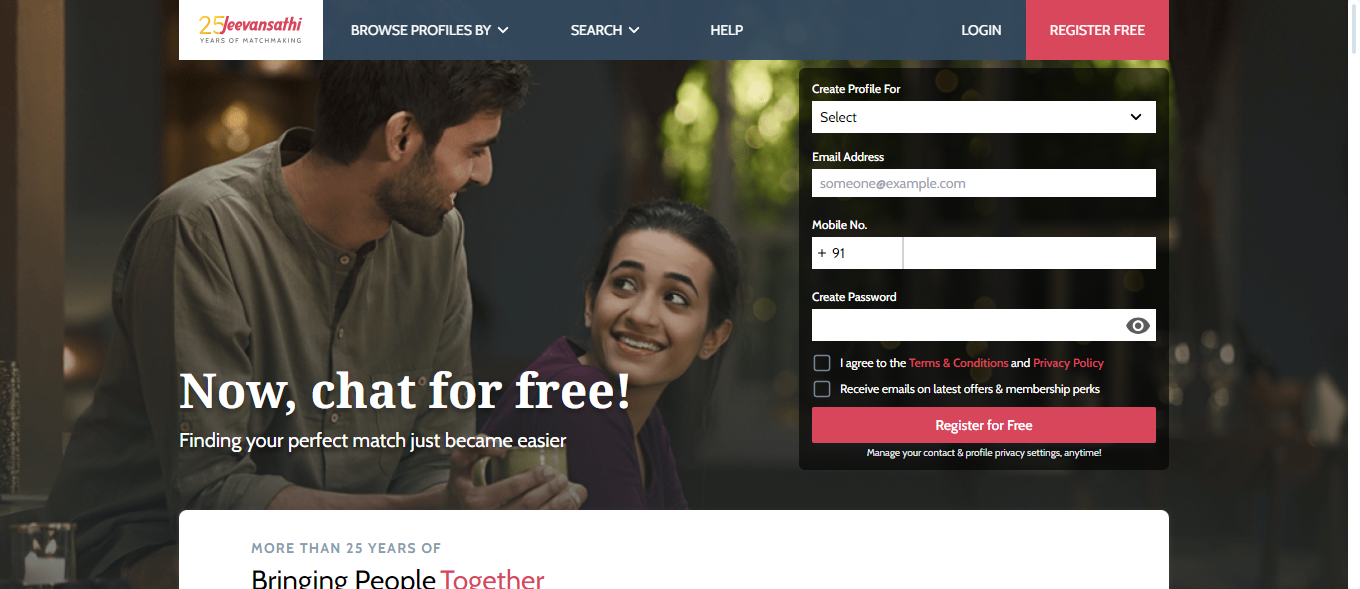 25 Jeevansathi
YEARS OF MATCHMAKING
BROWSE PROFILES BY
SEARCH
HELP
LOGIN
REGISTER FREE
Create Profile For
Select
Email Address
someone@example.com
Mobile No.
+ 91
Create Password
I agree to the Terms & Conditions and Privacy Policy
Receive emails on latest offers & membership perks
Register for Free
Manage your contact & profile privacy settings, anytime!
Now, chat for free!
Finding your perfect match just became easier
MORE THAN 25 YEARS OF
Bringing People Together